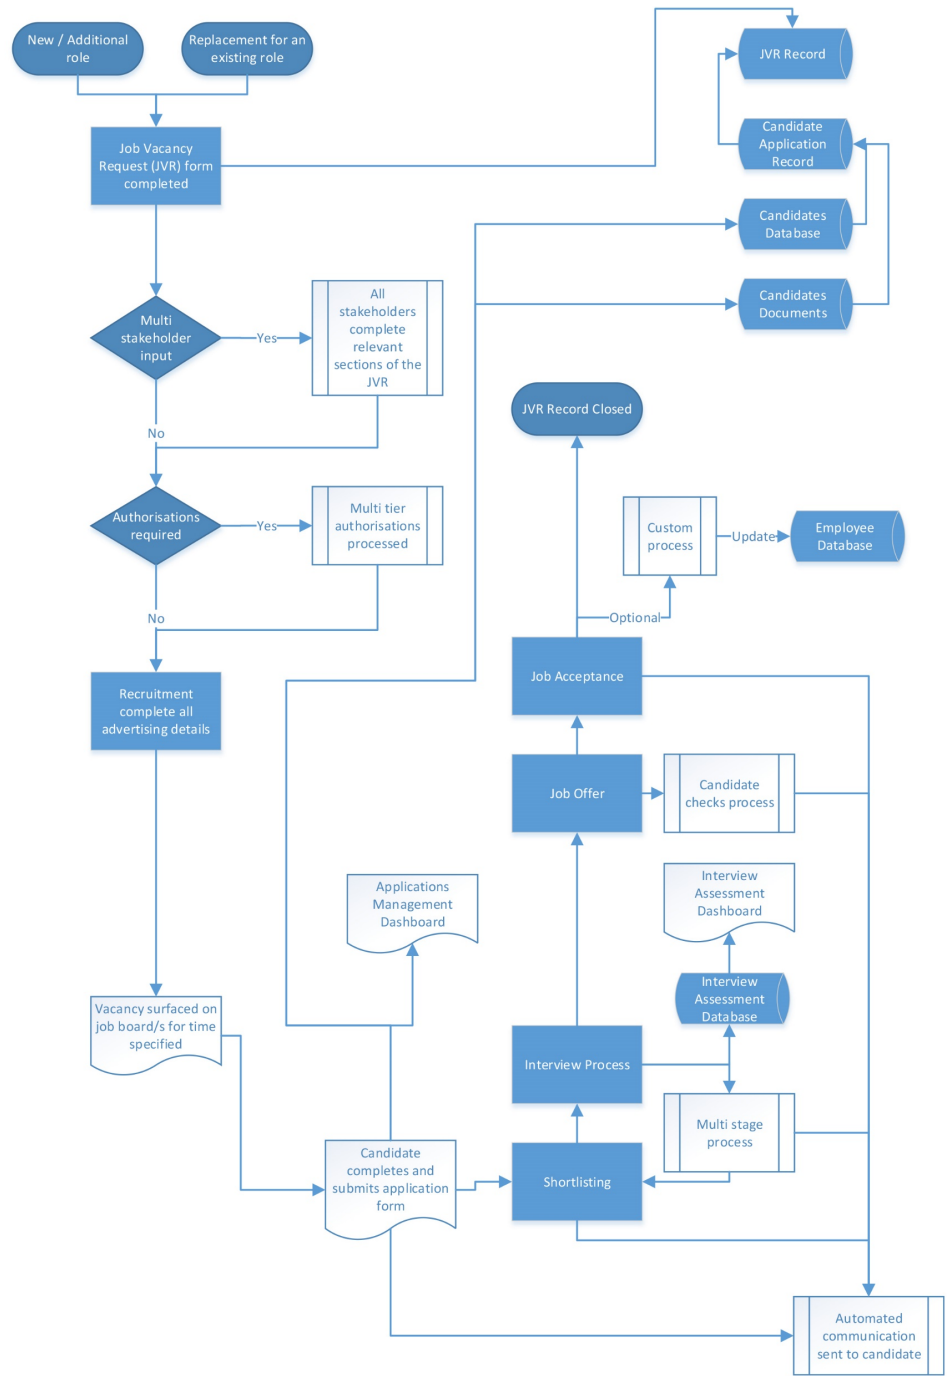 New / Additional
role
Replacement for an
existing role
JVR Record
Job Vacancy
Request (JVR) form
completed
Candidate
Application
Record
Candidates
Database
Candidates
Documents
Multi
stakeholder
input
Yes
All
stakeholders
complete
relevant
sections of the
JVR
No
JVR Record Closed
Authorisations
required
Yes
Multi tier
authorisations
processed
Custom
process
Update
Employee
Database
No
Optional
Recruitment
complete all
advertising details
Job Acceptance
Job Offer
Candidate
checks process
Applications
Management
Dashboard
Interview
Assessment
Dashboard
Interview
Assessment
Database
Vacancy surfaced on
job board/s for time
specified
Interview Process
Multi stage
process
Candidate
completes and
submits application
form
Shortlisting
Automated
communication
sent to candidate